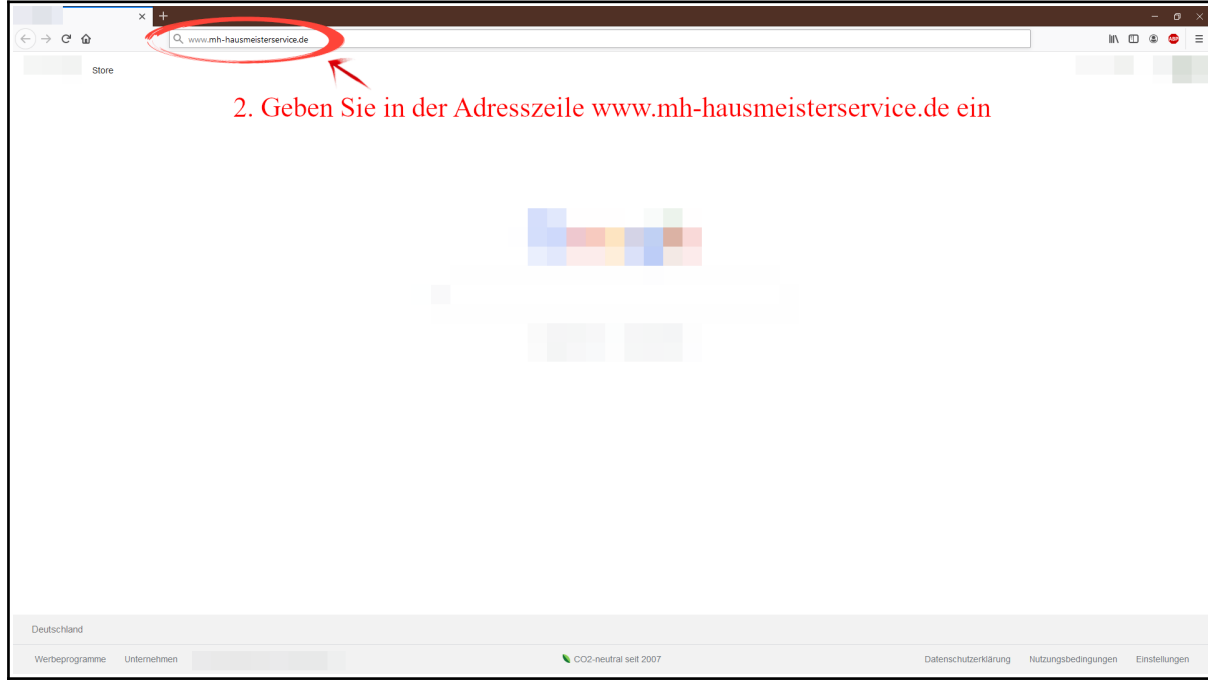 www.mh-hausmeisterservice.de
Store
2. Geben Sie in der Adresszeile www.mh-hausmeisterservice.de ein
Deutschland
Werbeprogramme Unternehmen CO2-neutral seit 2007 Datenschutzerklärung Nutzungsbedingungen Einstellungen